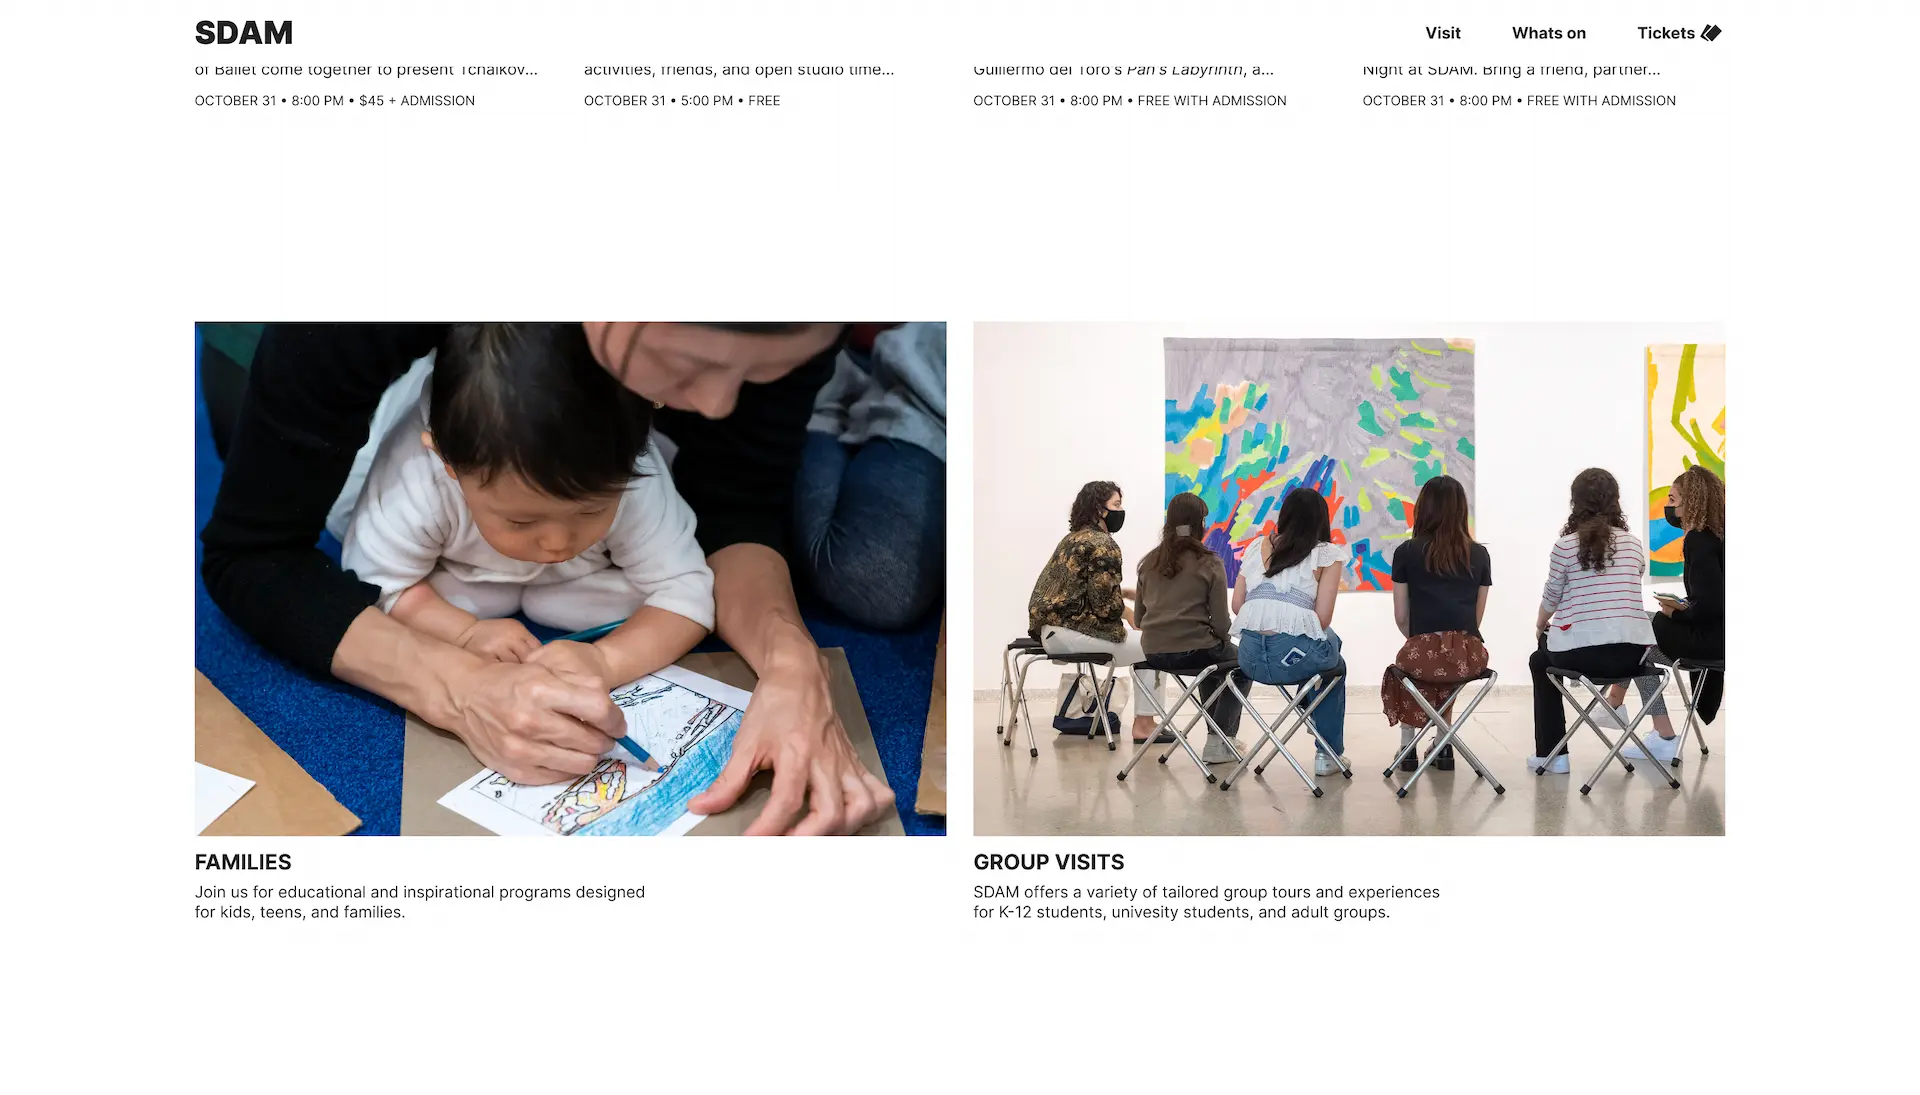 SDAM
Visit
Whats on
Tickets
of Ballet come together to present Tchaikov...
activities, friends, and open studio time...
Guillermo del Toro's Pan's Labyrinth, a...
Night at SDAM. Bring a friend, partner...
OCTOBER 31 • 8:00 PM • $45 + ADMISSION
OCTOBER 31 • 5:00 PM • FREE
OCTOBER 31 • 8:00 PM • FREE WITH ADMISSION
OCTOBER 31 • 8:00 PM • FREE WITH ADMISSION
FAMILIES
Join us for educational and inspirational programs designed
for kids, teens, and families.
GROUP VISITS
SDAM offers a variety of tailored group tours and experiences
for K-12 students, univesity students, and adult groups.